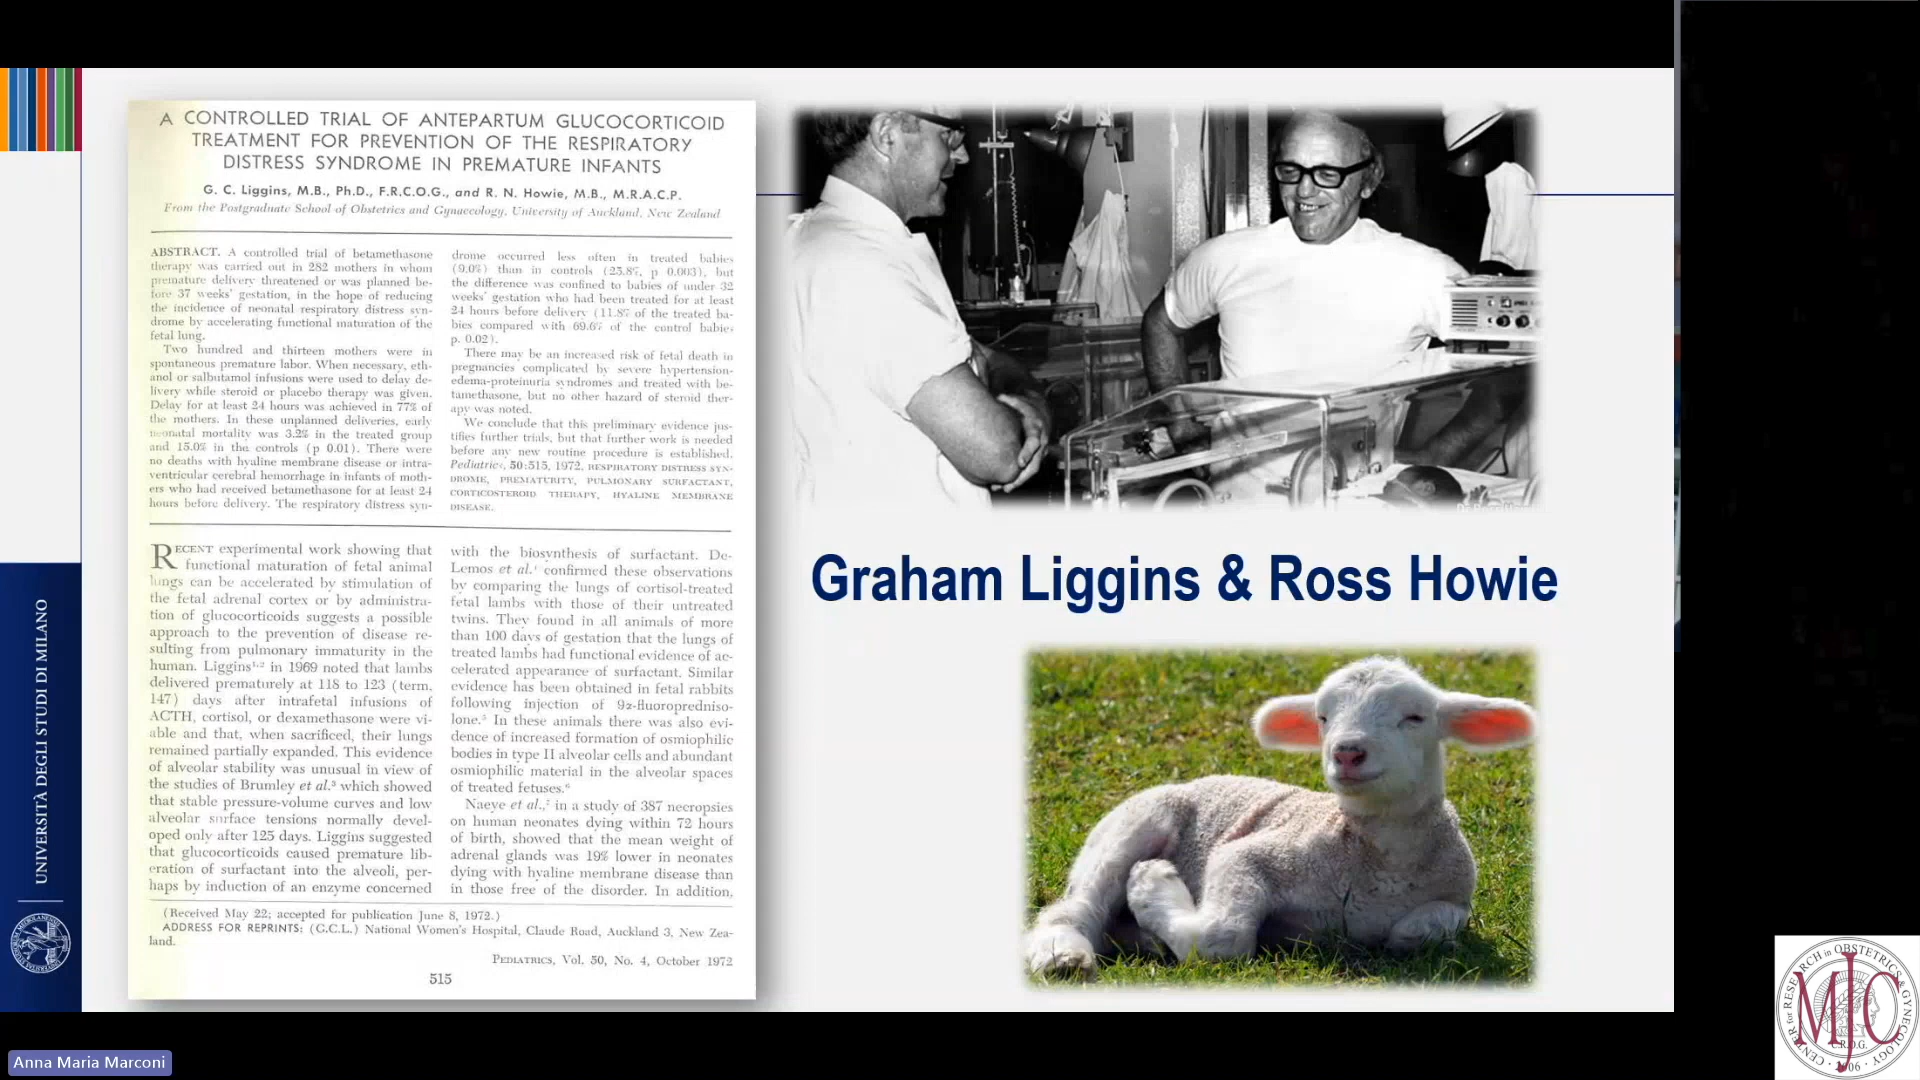 A CONTROLLED TRIAL OF ANTEPARTUM GLUCOCORTICOID
TREATMENT FOR PREVENTION OF THE RESPIRATORY
DISTRESS SYNDROME IN PREMATURE INFANTS
G. C. Liggins, M.B., Ph.D., F.R.C.O.G., and R. N. Howie, M.B., M.R.A.C.P.
From the Postgraduate School of Obstetrics and Gynaecology, University of Auckland, New Zealand
ABSTRACT. A controlled trial of betamethasone
therapy was carried out in 282 mothers in whom
premature delivery threatened or was planned be-
fore 37 weeks' gestation, in the hope of reducing
the incidence of neonatal respiratory distress syn-
drome by accelerating functional maturation of the
fetal lung.
Two hundred and thirteen mothers were in
spontaneous premature labor. When necessary, eth-
anol or salbutamol infusions were used to delay de-
livery while steroid or placebo therapy was given.
Delay for at least 24 hours was achieved in 77% of
the mothers. In these unplanned deliveries, early
neonatal mortality was 3.2% in the treated group
and 15.0% in the controls (p 0.01). There were
no deaths with hyaline membrane disease or intra-
ventricular cerebral hemorrhage in infants of moth-
ers who had received betamethasone for at least 24
hours before delivery. The respiratory distress syn-
drome occurred less often in treated babies
(9.0%) than in controls (25.8%, p 0.003), but
the difference was confined to babies of under 32
weeks' gestation who had been treated for at least
24 hours before delivery (11.8% of the treated ba-
bies compared with 69.6% of the control babies
p. 0.02).
There may be an increased risk of fetal death in
pregnancies complicated by severe hypertension-
edema-proteinuria syndromes and treated with be-
tamethasone, but no other hazard of steroid ther-
apy was noted.
We conclude that this preliminary evidence jus-
tifies further trials, but that further work is needed
before any new routine procedure is established.
Pediatrics, 50:515, 1972, RESPIRATORY DISTRESS SYN-
DROME, PREMATURITY, PULMONARY SURFACTANT,
CORTICOSTEROID THERAPY, HYALINE MEMBRANE
DISEASE.
RECENT experimental work showing that
functional maturation of fetal animal
lungs can be accelerated by stimulation of
the fetal adrenal cortex or by administra-
tion of glucocorticoids suggests a possible
approach to the prevention of disease re-
sulting from pulmonary immaturity in the
human. Liggins1,2 in 1969 noted that lambs
delivered prematurely at 118 to 123 (term,
147) days after intrafetal infusions of
ACTH, cortisol, or dexamethasone were vi-
able and that, when sacrificed, their lungs
remained partially expanded. This evidence
of alveolar stability was unusual in view of
the studies of Brumley et al.3 which showed
that stable pressure-volume curves and low
alveolar surface tensions normally devel-
oped only after 125 days. Liggins suggested
that glucocorticoids caused premature lib-
eration of surfactant into the alveoli, per-
haps by induction of an enzyme concerned
with the biosynthesis of surfactant. De-
Lemos et al.4 confirmed these observations
by comparing the lungs of cortisol-treated
fetal lambs with those of their untreated
twins. They found in all animals of more
than 100 days of gestation that the lungs of
treated lambs had functional evidence of ac-
celerated appearance of surfactant. Similar
evidence has been obtained in fetal rabbits
following injection of 9α-fluoropredniso-
lone.5 In these animals there was also evi-
dence of increased formation of osmiophilic
bodies in type II alveolar cells and abundant
osmiophilic material in the alveolar spaces
of treated fetuses.6
Naeye et al.,7 in a study of 387 necropsies
on human neonates dying within 72 hours
of birth, showed that the mean weight of
adrenal glands was 19% lower in neonates
dying with hyaline membrane disease than
in those free of the disorder. In addition,
(Received May 22; accepted for publication June 8, 1972.)
ADDRESS FOR REPRINTS: (G.C.L.) National Women's Hospital, Claude Road, Auckland 3, New Zea-
land.
PEDIATRICS, Vol. 50, No. 4, October 1972
515
Graham Liggins & Ross Howie
UNIVERSITÀ DEGLI STUDI DI MILANO
CENTER for RESEARCH in OBSTETRICS & GYNECOLOGY
MJC
C.R.O.G.
2006
Anna Maria Marconi